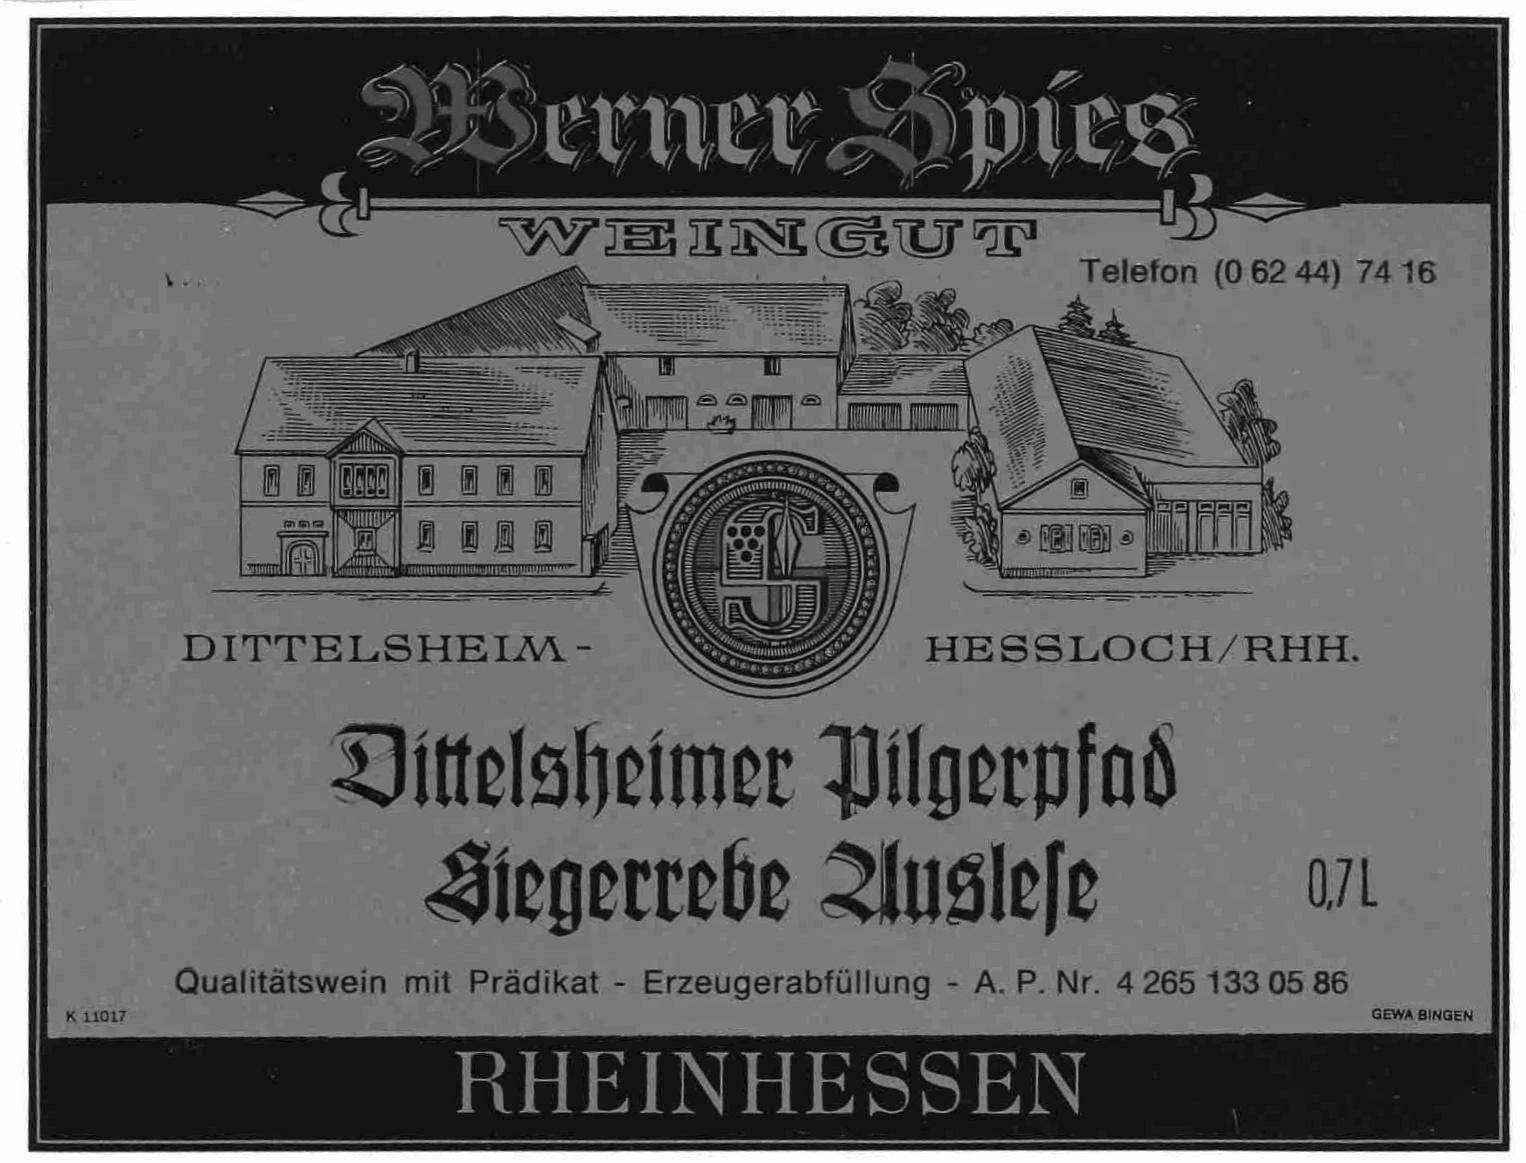 Werner Spies
WEINGUT
Telefon (0 62 44) 74 16
S
DITTELSHEIM-
HESSLOCH/RHH.
Dittelsheimer Pilgerpfad
Siegerrebe Ausleſe
0,7 L
Qualitätswein mit Prädikat - Erzeugerabfüllung - A. P. Nr. 4 265 133 05 86
K 11017
GEWA BINGEN
RHEINHESSEN